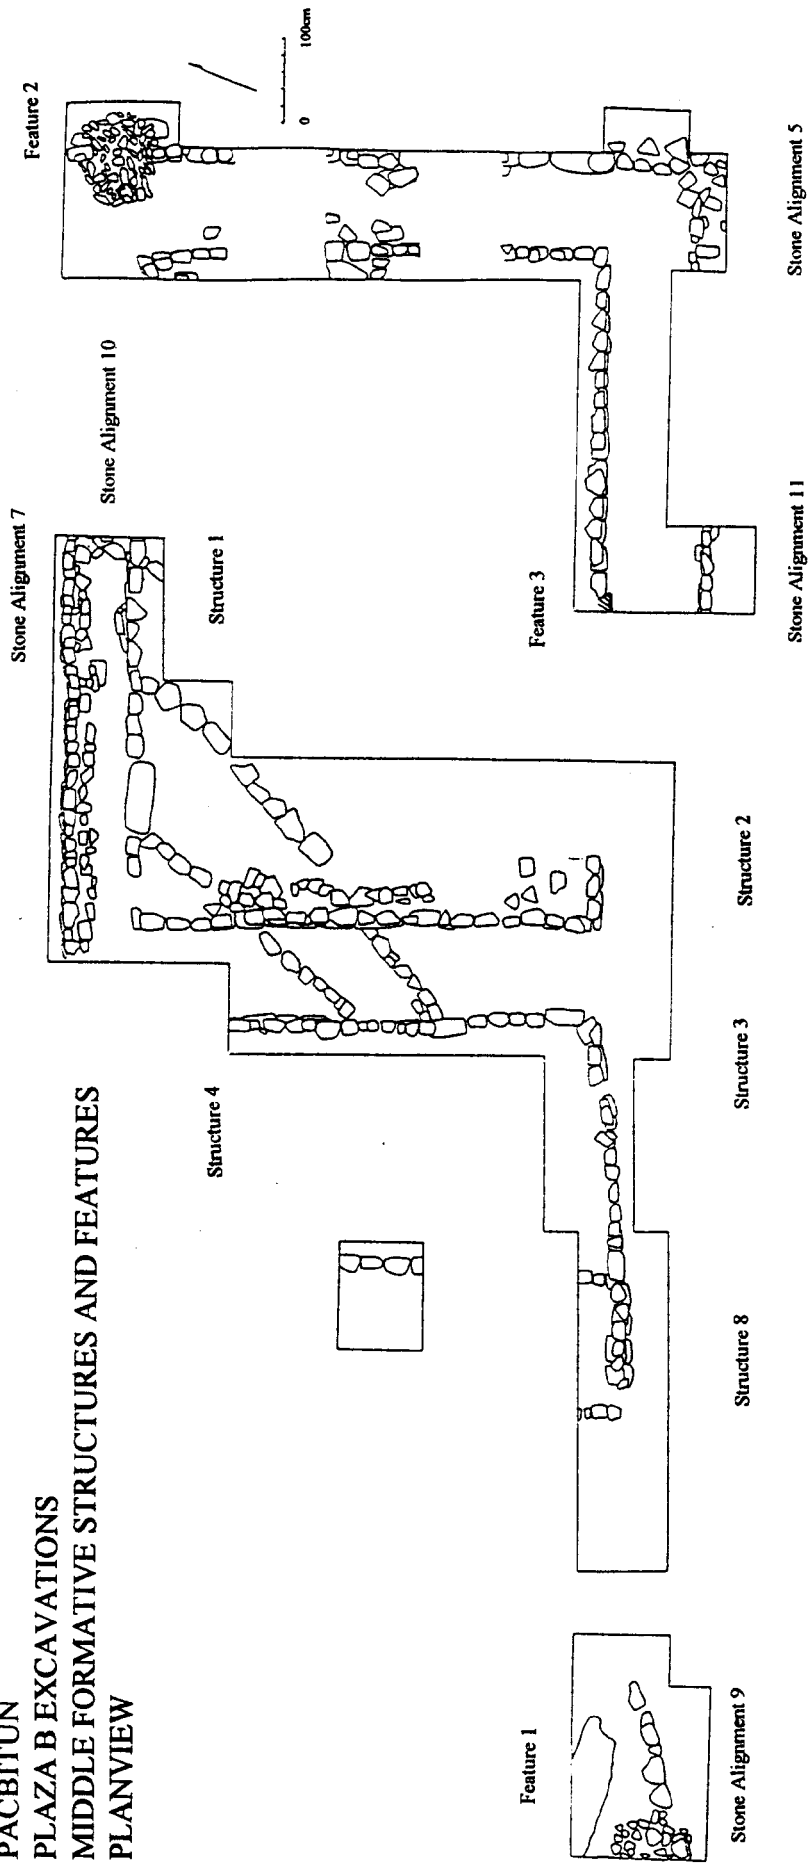 PACBITUN
PLAZA B EXCAVATIONS
MIDDLE FORMATIVE STRUCTURES AND FEATURES
PLANVIEW
Feature 1
Stone Alignment 9
Structure 8
Structure 4
Structure 3
Structure 2
Structure 1
Stone Alignment 7
Stone Alignment 10
Feature 3
Stone Alignment 11
Stone Alignment 5
Feature 2
0 100cm